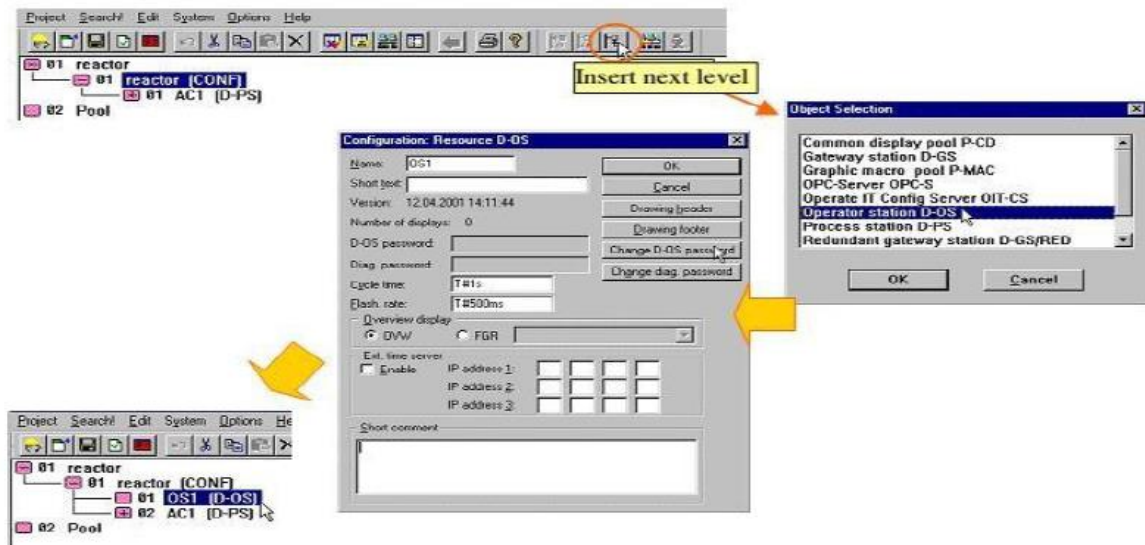 Project Search! Edit System Options Help
01 reactor
01 reactor (CONF)
01 AC1 (D-PS)
02 Pool
Insert next level
Object Selection
Common display pool P-CD
Gateway station D-GS
Graphic macro pool P-MAC
OPC-Server OPC-S
Operate IT Config Server OIT-CS
Operator station D-OS
Process station D-PS
Redundant gateway station D-GS/RED
OK Cancel
Configuration: Resource D-OS
Name: OS1 OK
Short text: Cancel
Version: 12.04.2001 14:11:44 Drawing header
Number of displays: 0 Drawing footer
D-OS password: Change D-OS password
Diag. password: Change diag. password
Cycle time: T#1s
Flash. rate: T#500ms
Overview display
OVW FGR
Ext. time server
Enable IP address 1:
IP address 2:
IP address 3:
Short comment
Project Search! Edit System Options He
01 reactor
01 reactor (CONF)
01 OS1 (D-OS)
02 AC1 (D-PS)
02 Pool